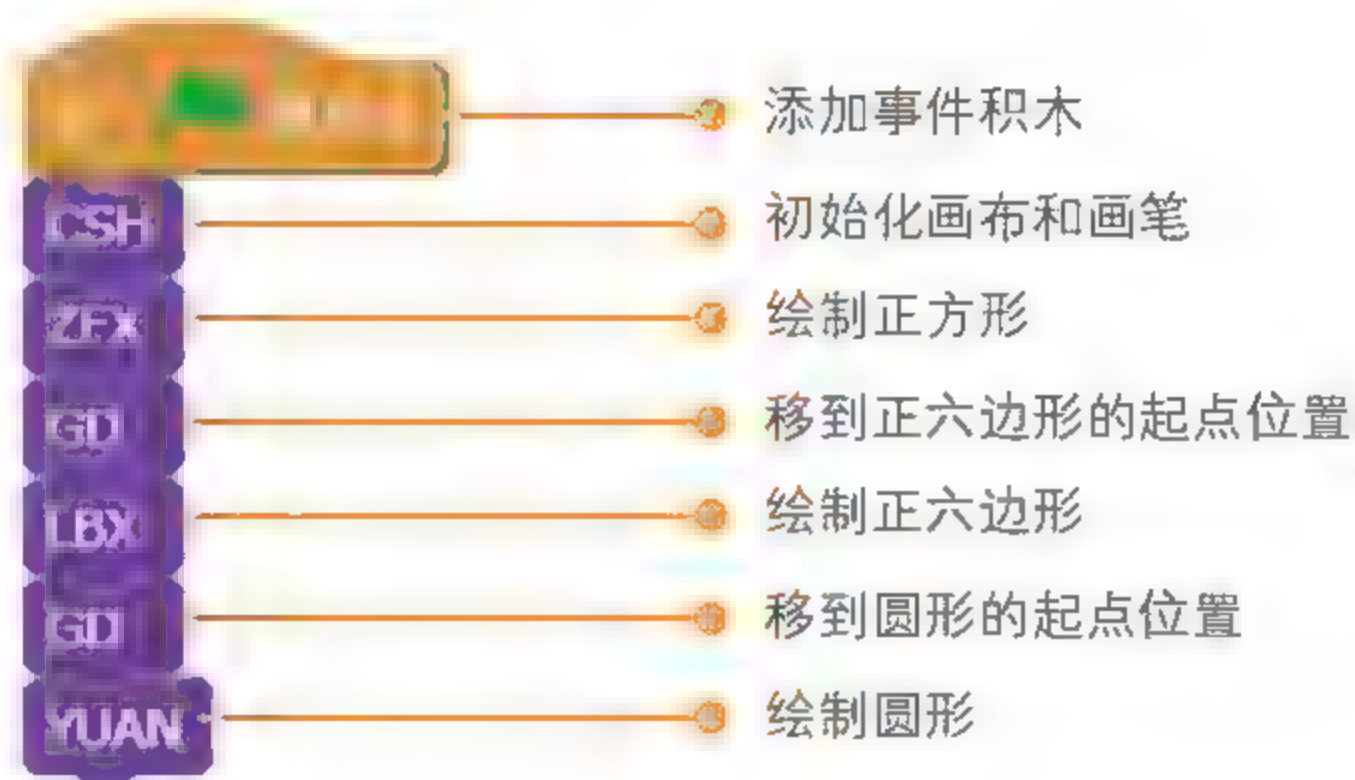 添加事件积木
CSH
初始化画布和画笔
ZFX
绘制正方形
GD
移到正六边形的起点位置
LBX
绘制正六边形
GD
移到圆形的起点位置
YUAN
绘制圆形